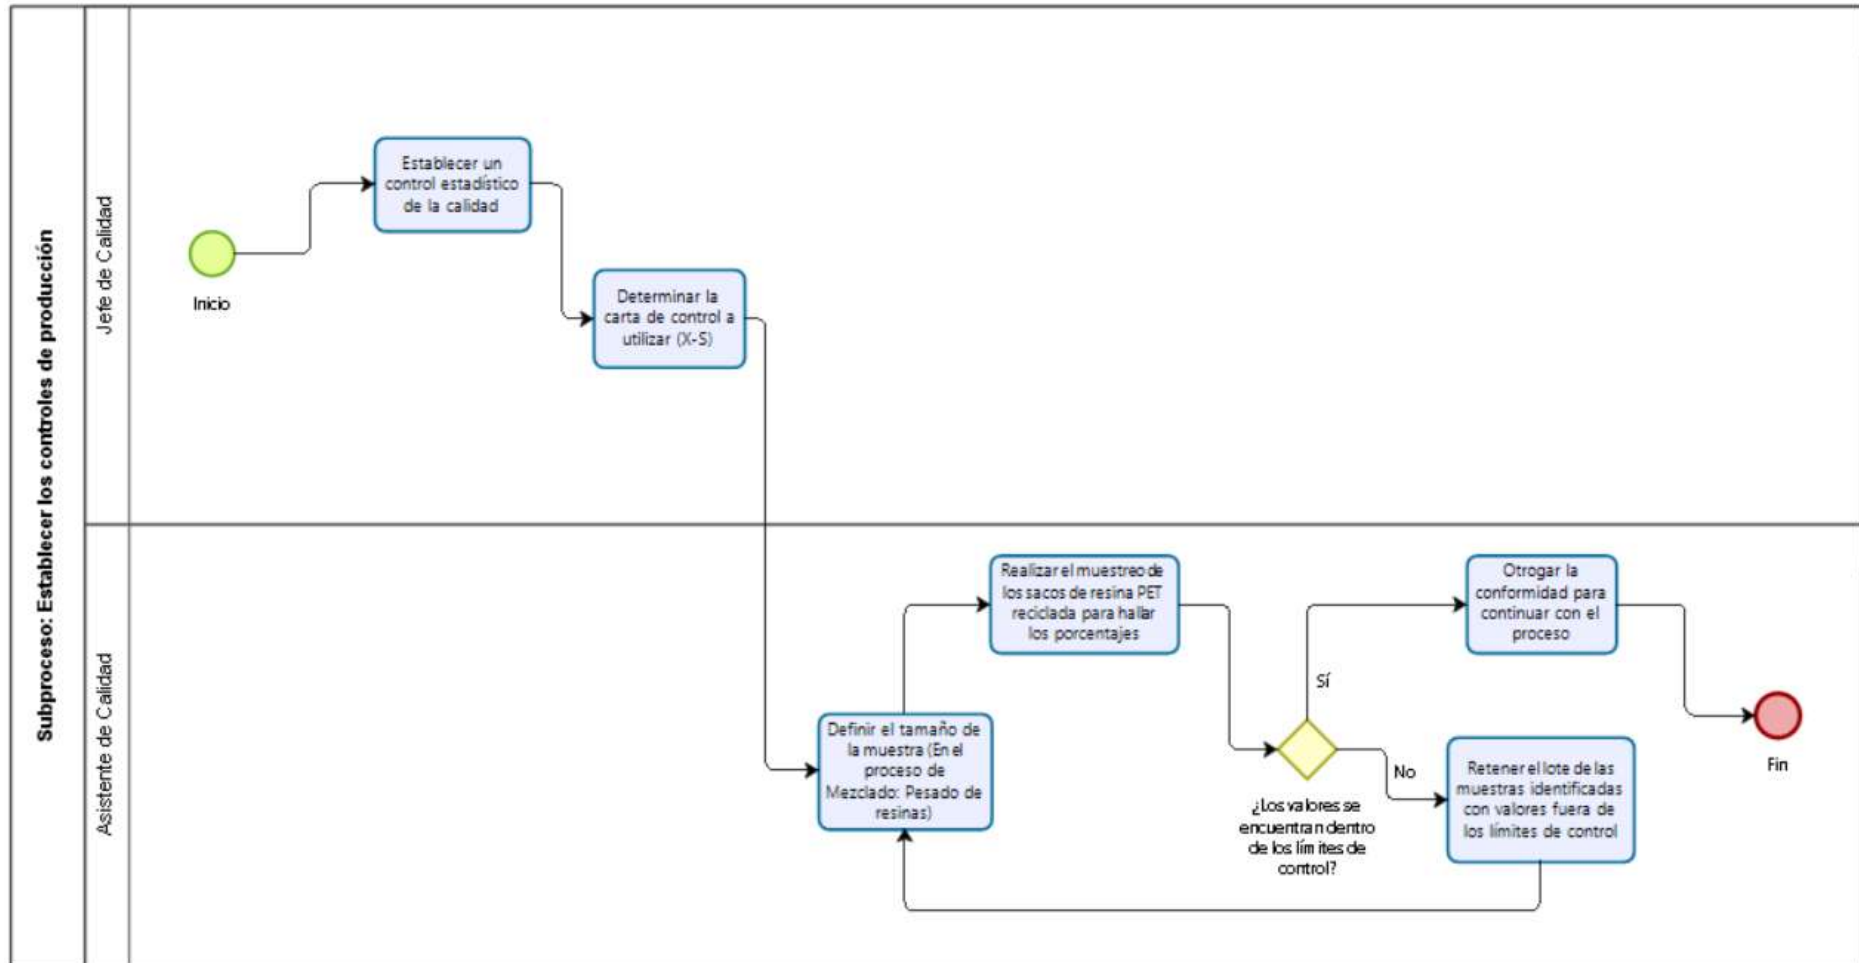 Subproceso: Establecer los controles de producción
Jefe de Calidad
Inicio
Establecer un
control estadístico
de la calidad
Determinar la
carta de control a
utilizar (X-S)
Asistente de Calidad
Definir el tamaño de
la muestra (En el
proceso de
Mezclado: Pesado de
resinas)
Realizar el muestreo de
los sacos de resina PET
reciclada para hallar
los porcentajes
¿Los valores se
encuentran dentro
de los límites de
control?
Sí
Otrogar la
conformidad para
continuar con el
proceso
No
Retener el lote de las
muestras identificadas
con valores fuera de
los límites de control
Fin